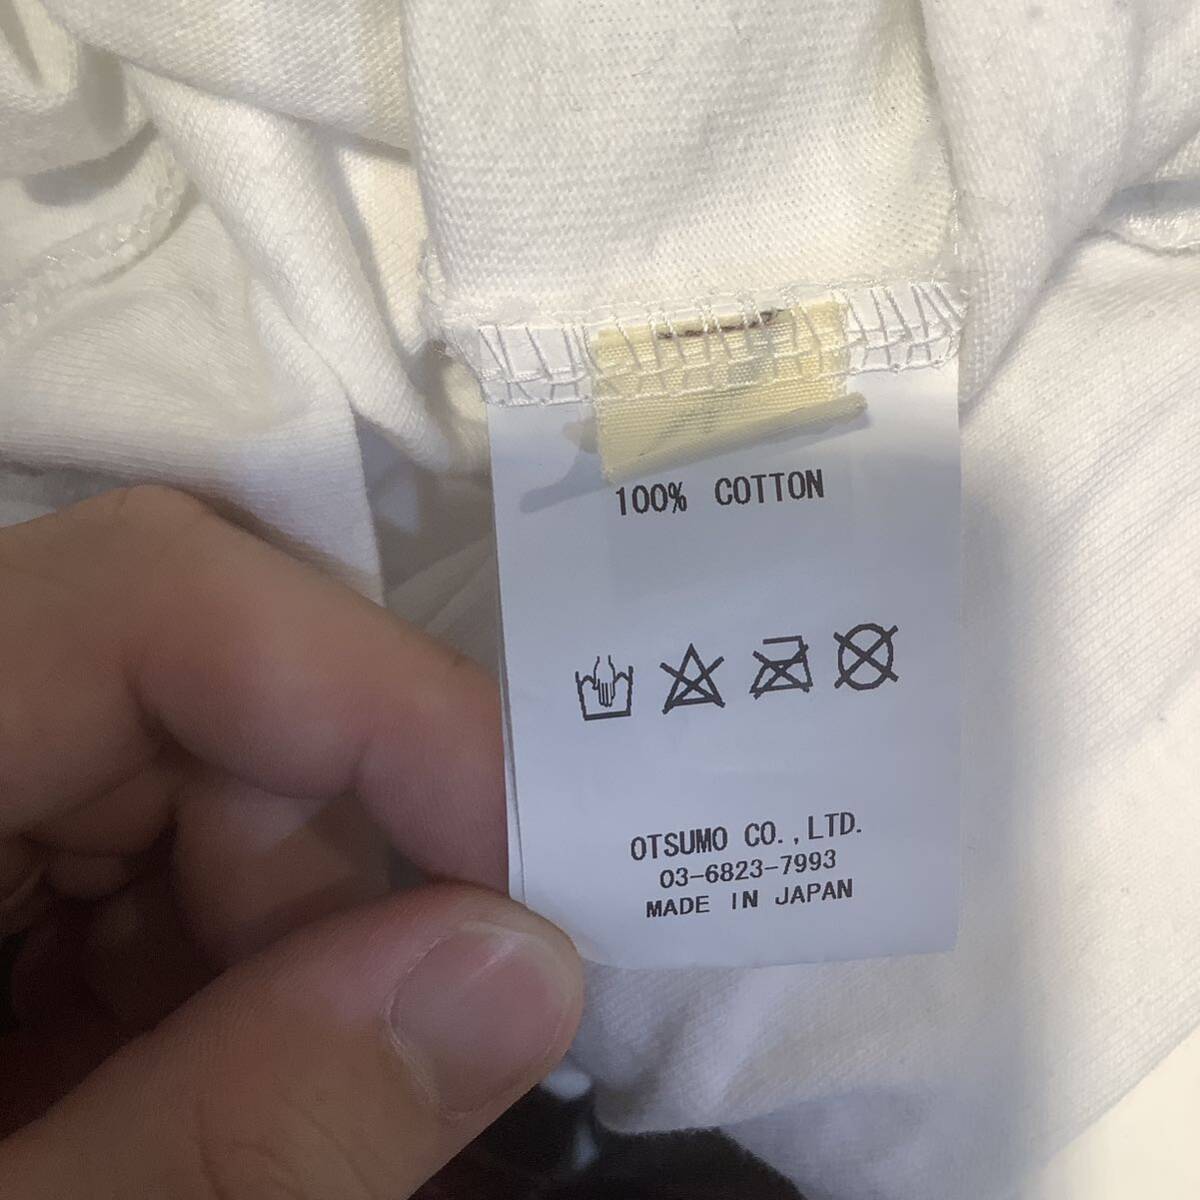 100% COTTON
OTSUMO CO.,LTD.
03-6823-7993
MADE IN JAPAN